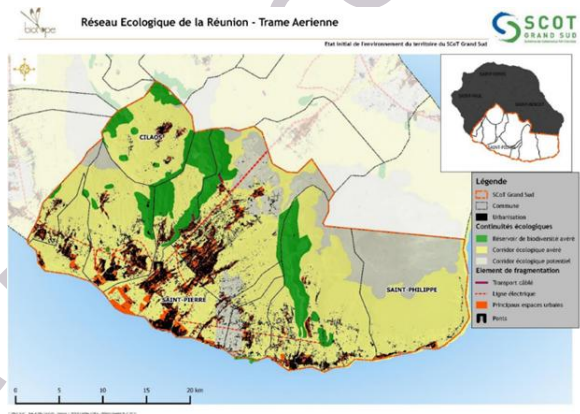 biotope
Réseau Ecologique de la Réunion - Trame Aerienne
SCOT
GRAND SUD
Etat initial de l'environnement du territoire du SCoT Grand Sud
CILAOS
SAINT-PIERRE
SAINT-PHILIPPE
Légende
SCoT Grand Sud
Commune
Urbanisation
Continuités écologiques
Réservoir de biodiversité avéré
Corridor écologique avéré
Corridor écologique potentiel
Element de fragmentation
Transport câblé
Ligne électrique
Principaux espaces urbains
Ponts
0 5 10 15 20 km